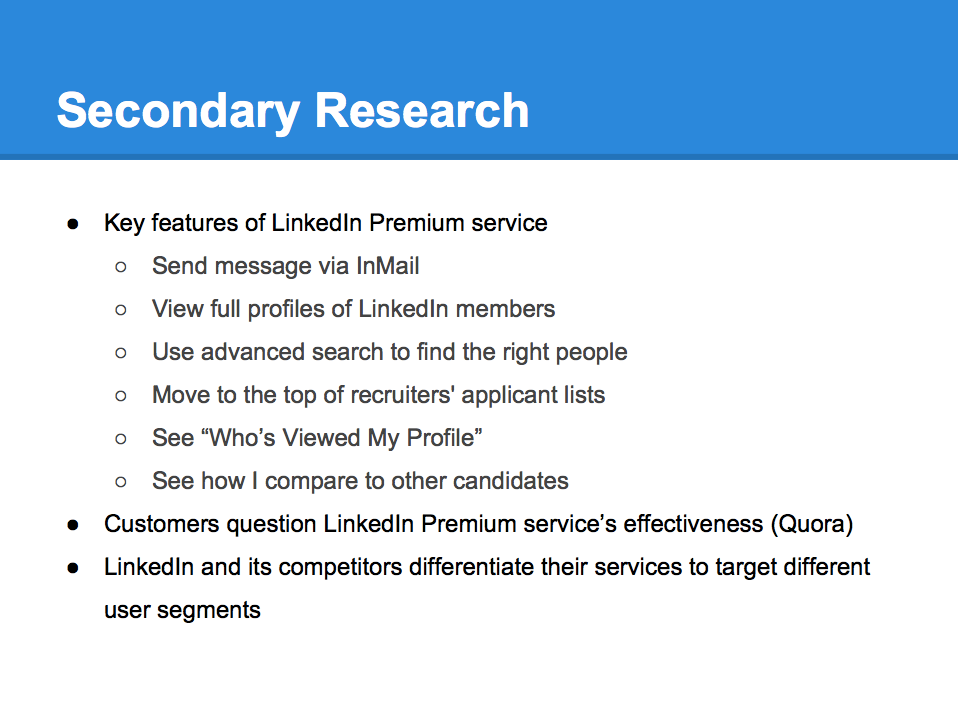 Secondary Research
● Key features of LinkedIn Premium service
○ Send message via InMail
○ View full profiles of LinkedIn members
○ Use advanced search to find the right people
○ Move to the top of recruiters' applicant lists
○ See “Who’s Viewed My Profile”
○ See how I compare to other candidates
● Customers question LinkedIn Premium service’s effectiveness (Quora)
● LinkedIn and its competitors differentiate their services to target different
user segments